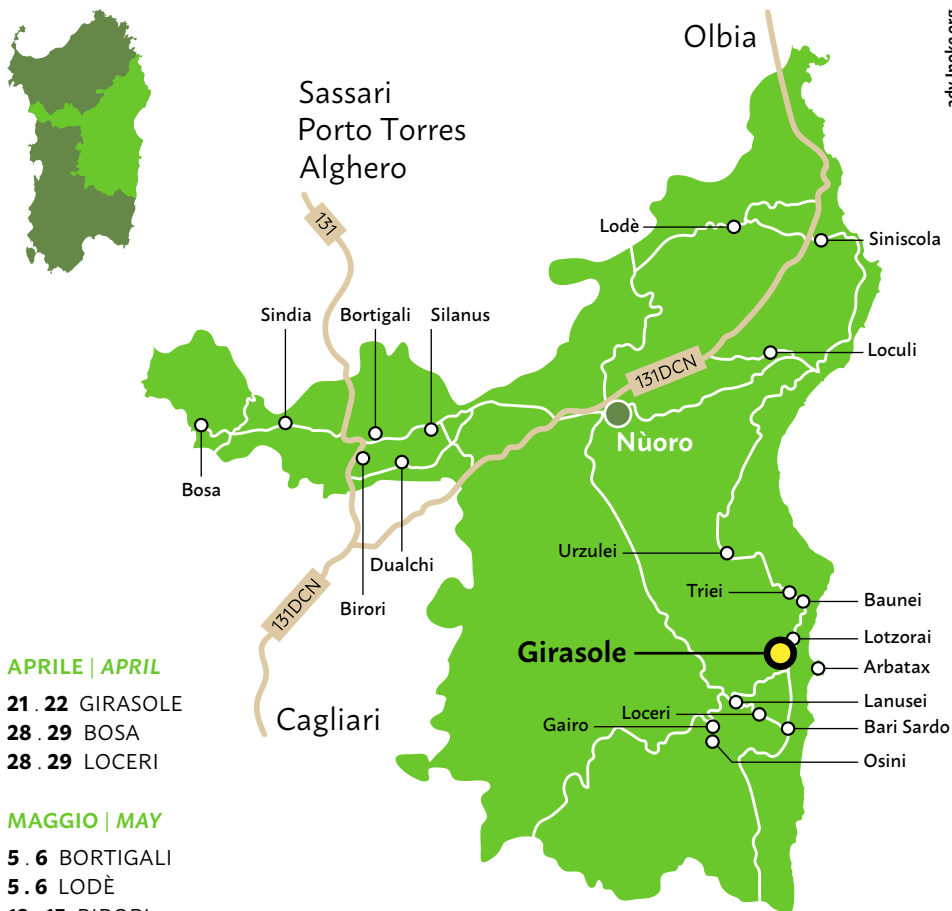 Olbia
Sassari
Porto Torres
Alghero
131
Lodè
Siniscola
Sindia
Bortigali
Silanus
Loculi
131DCN
Nùoro
Bosa
Urzulei
Dualchi
Triei
Baunei
Birori
131DCN
Lotzorai
Girasole
Arbatax
Lanusei
Loceri
Gairo
Bari Sardo
Osini
Cagliari
APRILE | APRIL
21 . 22 GIRASOLE
28 . 29 BOSA
28 . 29 LOCERI
MAGGIO | MAY
5 . 6 BORTIGALI
5 . 6 LODÈ